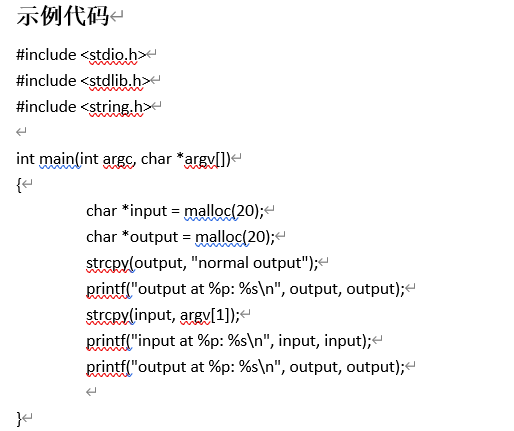 示例代码
#include <stdio.h>
#include <stdlib.h>
#include <string.h>
int main(int argc, char *argv[])
{
char *input = malloc(20);
char *output = malloc(20);
strcpy(output, "normal output");
printf("output at %p: %s\n", output, output);
strcpy(input, argv[1]);
printf("input at %p: %s\n", input, input);
printf("output at %p: %s\n", output, output);
}